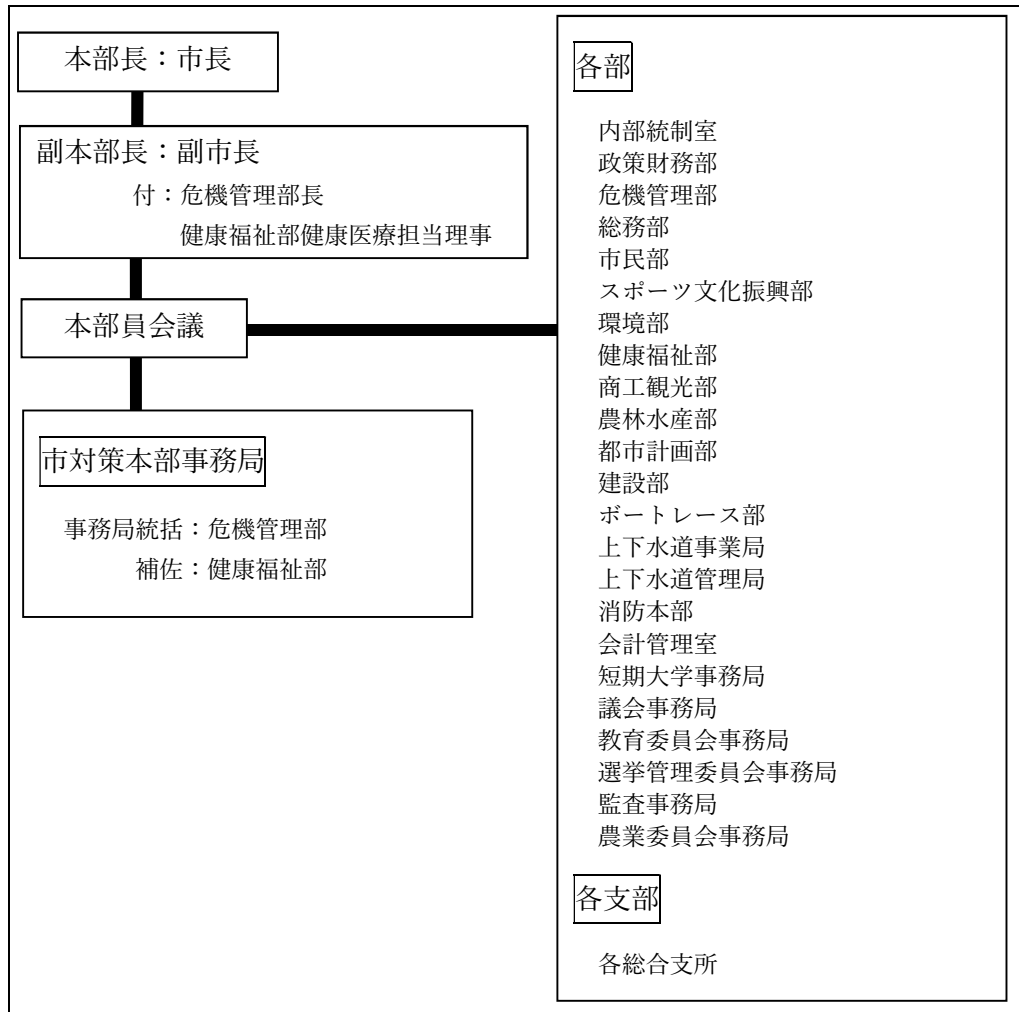 本部長：市長
副本部長：副市長
付：危機管理部長
健康福祉部健康医療担当理事
本部員会議
市対策本部事務局
事務局統括：危機管理部
補佐：健康福祉部
各部
内部統制室
政策財務部
危機管理部
総務部
市民部
スポーツ文化振興部
環境部
健康福祉部
商工観光部
農林水産部
都市計画部
建設部
ボートレース部
上下水道事業局
上下水道管理局
消防本部
会計管理室
短期大学事務局
議会事務局
教育委員会事務局
選挙管理委員会事務局
監査事務局
農業委員会事務局
各支部
各総合支所